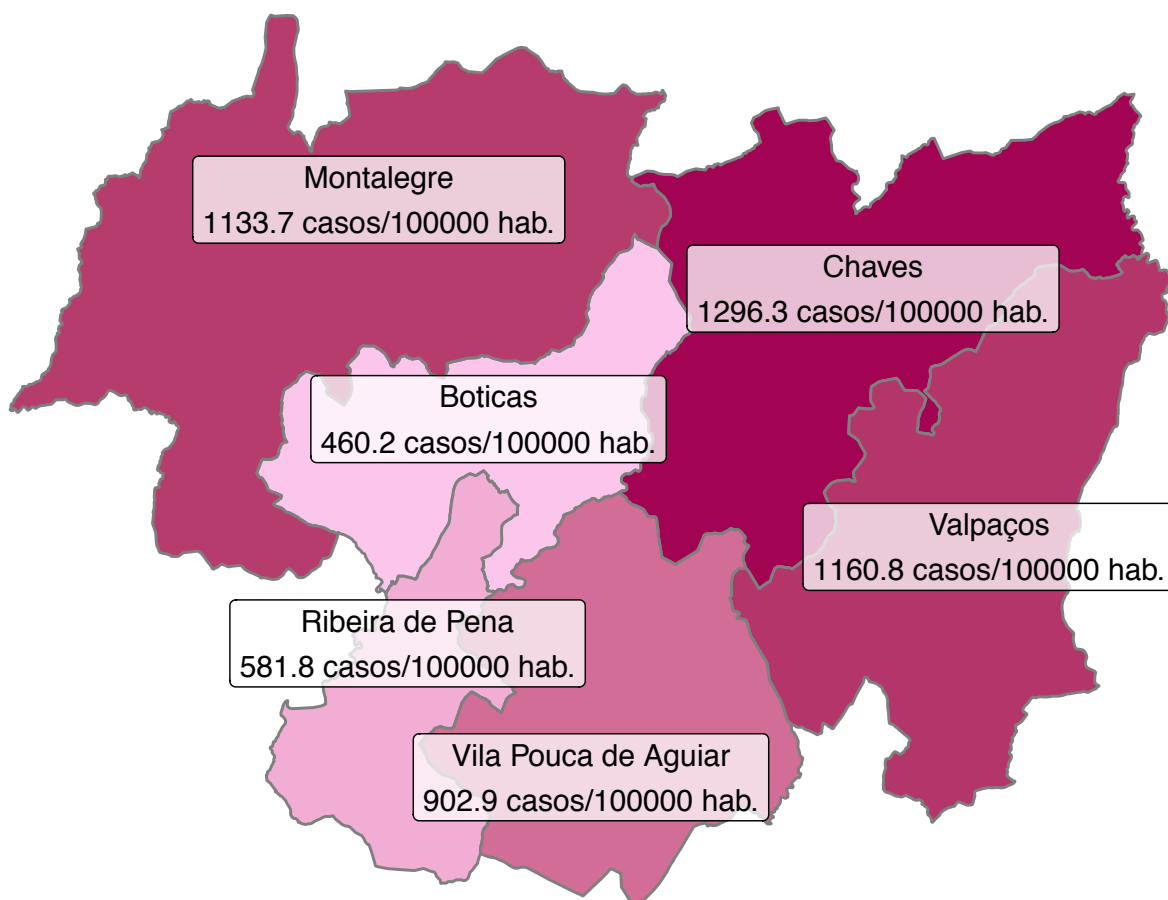 Montalegre
1133.7 casos/100000 hab.
Chaves
1296.3 casos/100000 hab.
Boticas
460.2 casos/100000 hab.
Valpaços
1160.8 casos/100000 hab.
Ribeira de Pena
581.8 casos/100000 hab.
Vila Pouca de Aguiar
902.9 casos/100000 hab.